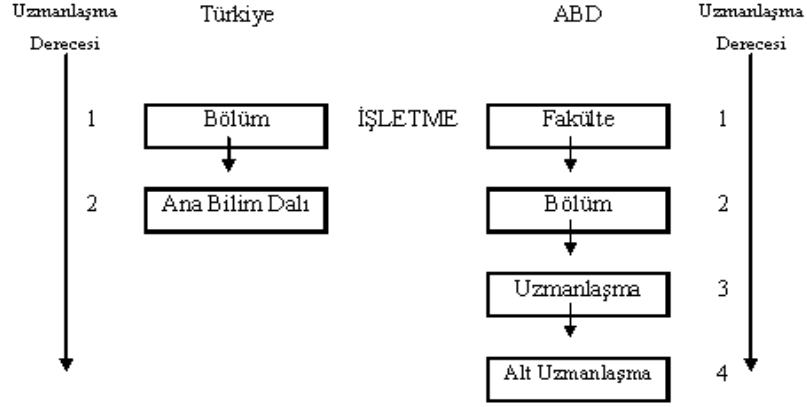 Uzmanlaşma Türkiye ABD Uzmanlaşma
Derecesi Derecesi
1 Bölüm İŞLETME Fakülte 1
2 Ana Bilim Dalı Bölüm 2
Uzmanlaşma 3
Alt Uzmanlaşma 4